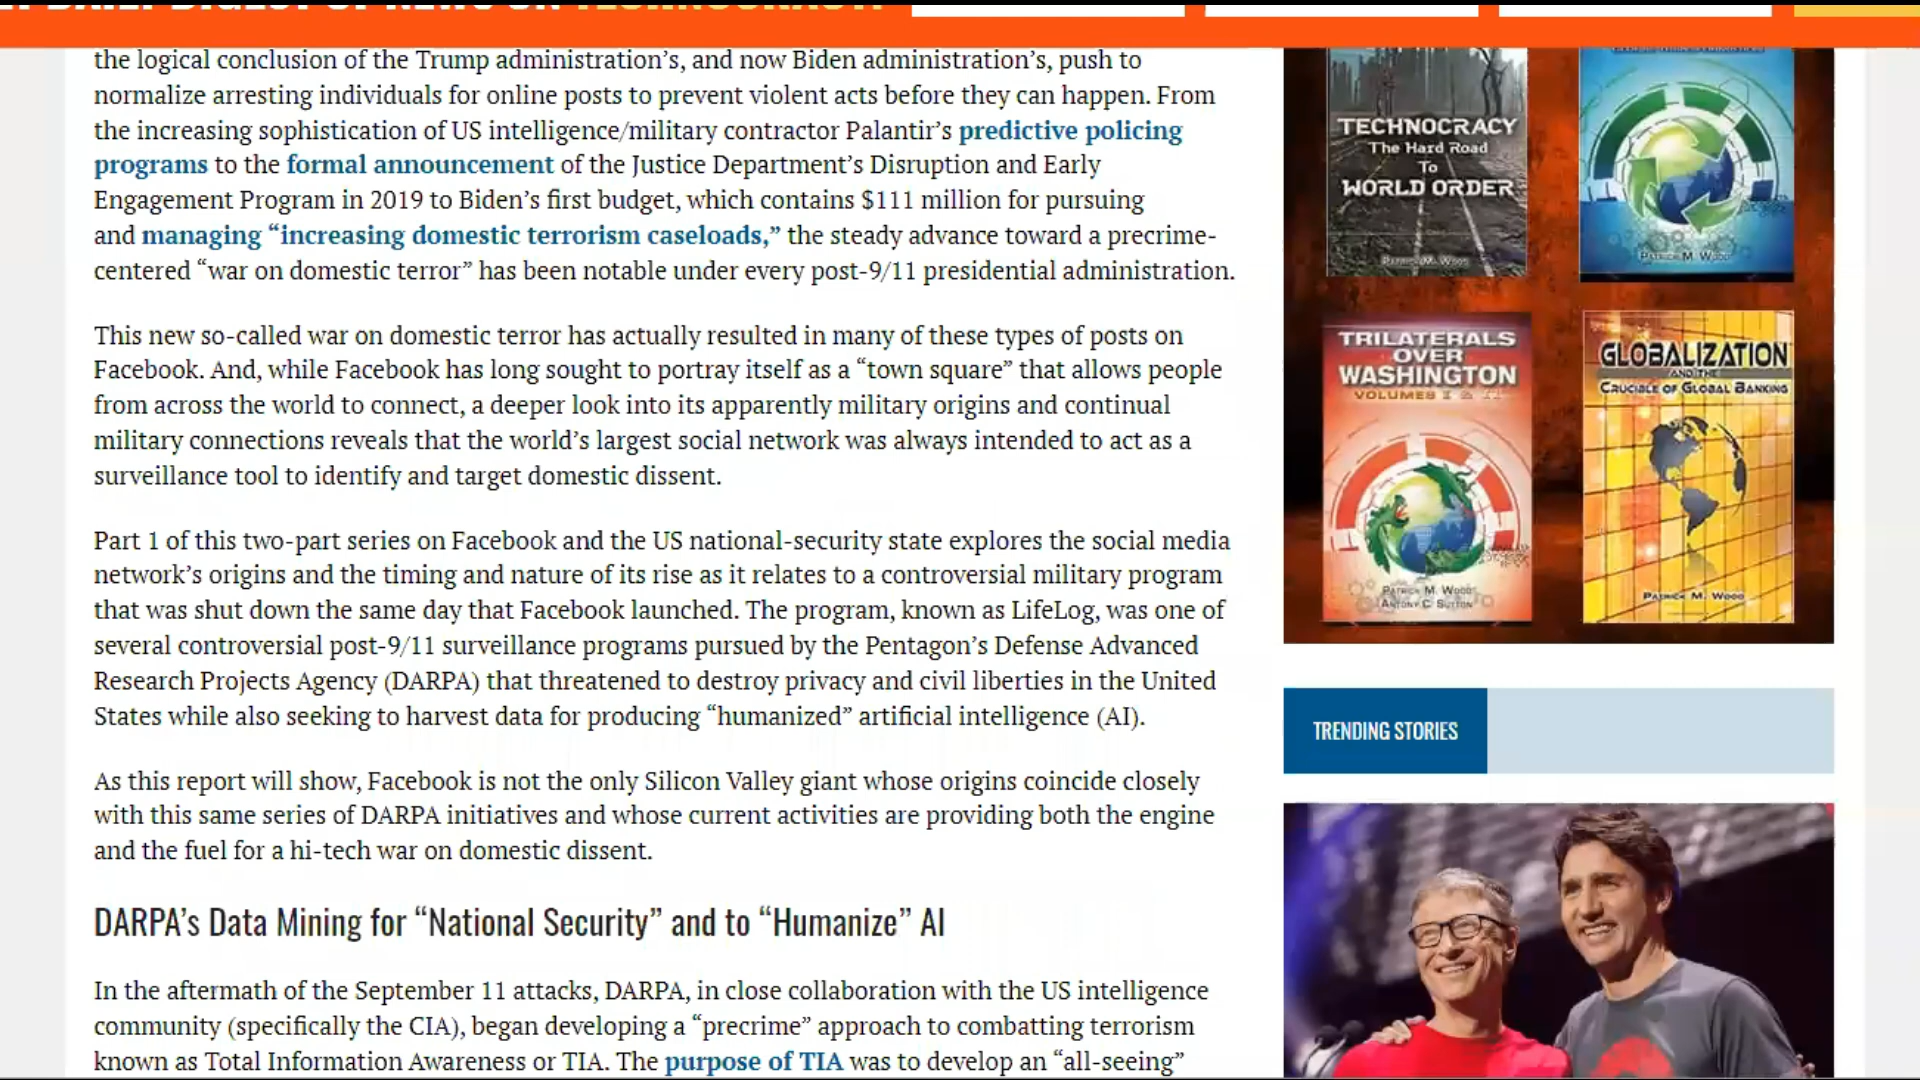 A BRIEF DIGEST OF NEWS ON TECHNOCRACY!
the logical conclusion of the Trump administration’s, and now Biden administration’s, push to
normalize arresting individuals for online posts to prevent violent acts before they can happen. From
the increasing sophistication of US intelligence/military contractor Palantir’s predictive policing
programs to the formal announcement of the Justice Department’s Disruption and Early
Engagement Program in 2019 to Biden’s first budget, which contains $111 million for pursuing
and managing “increasing domestic terrorism caseloads,” the steady advance toward a precrime-
centered “war on domestic terror” has been notable under every post-9/11 presidential administration.
This new so-called war on domestic terror has actually resulted in many of these types of posts on
Facebook. And, while Facebook has long sought to portray itself as a “town square” that allows people
from across the world to connect, a deeper look into its apparently military origins and continual
military connections reveals that the world’s largest social network was always intended to act as a
surveillance tool to identify and target domestic dissent.
Part 1 of this two-part series on Facebook and the US national-security state explores the social media
network’s origins and the timing and nature of its rise as it relates to a controversial military program
that was shut down the same day that Facebook launched. The program, known as LifeLog, was one of
several controversial post-9/11 surveillance programs pursued by the Pentagon’s Defense Advanced
Research Projects Agency (DARPA) that threatened to destroy privacy and civil liberties in the United
States while also seeking to harvest data for producing “humanized” artificial intelligence (AI).
As this report will show, Facebook is not the only Silicon Valley giant whose origins coincide closely
with this same series of DARPA initiatives and whose current activities are providing both the engine
and the fuel for a hi-tech war on domestic dissent.
DARPA’s Data Mining for “National Security” and to “Humanize” AI
In the aftermath of the September 11 attacks, DARPA, in close collaboration with the US intelligence
community (specifically the CIA), began developing a “precrime” approach to combatting terrorism
known as Total Information Awareness or TIA. The purpose of TIA was to develop an “all-seeing”
TECHNOCRACY
The Hard Road
To
WORLD ORDER
Patrick M. Wood
Patrick M. Wood
TRILATERALS
OVER
WASHINGTON
VOLUMES I & II
Patrick M. Wood
Antony C. Sutton
GLOBALIZATION
AND THE
CRUCIBLE OF GLOBAL BANKING
Patrick M. Wood
TRENDING STORIES